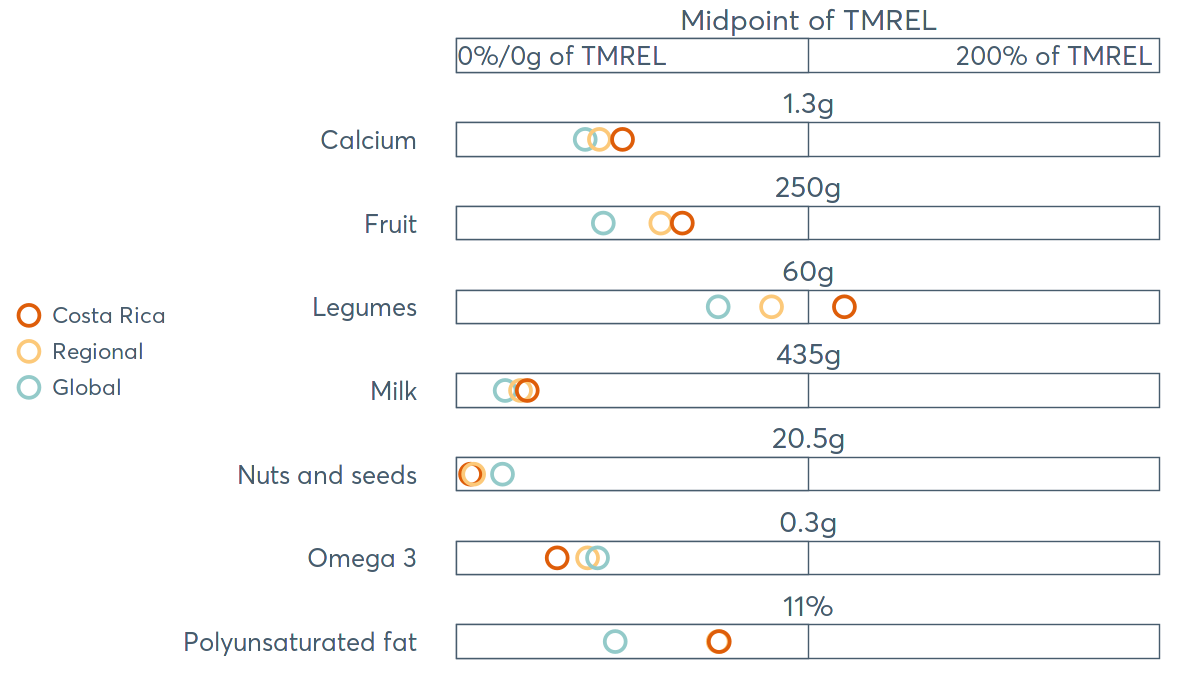 Midpoint of TMREL
0%/0g of TMREL
200% of TMREL
1.3g
Calcium
250g
Fruit
60g
Legumes
435g
Milk
20.5g
Nuts and seeds
0.3g
Omega 3
11%
Polyunsaturated fat
Costa Rica
Regional
Global